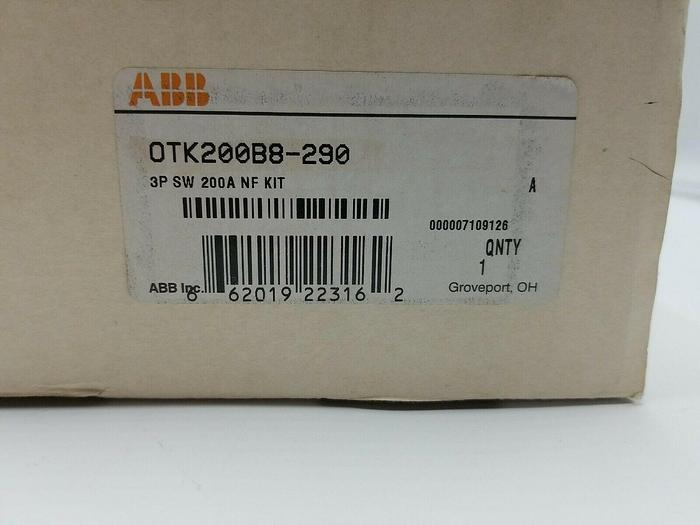 ABB
OTK200B8-290
3P SW 200A NF KIT
A
000007109126
QNTY
1
ABB Inc.
6 62019 22316 2
Groveport, OH